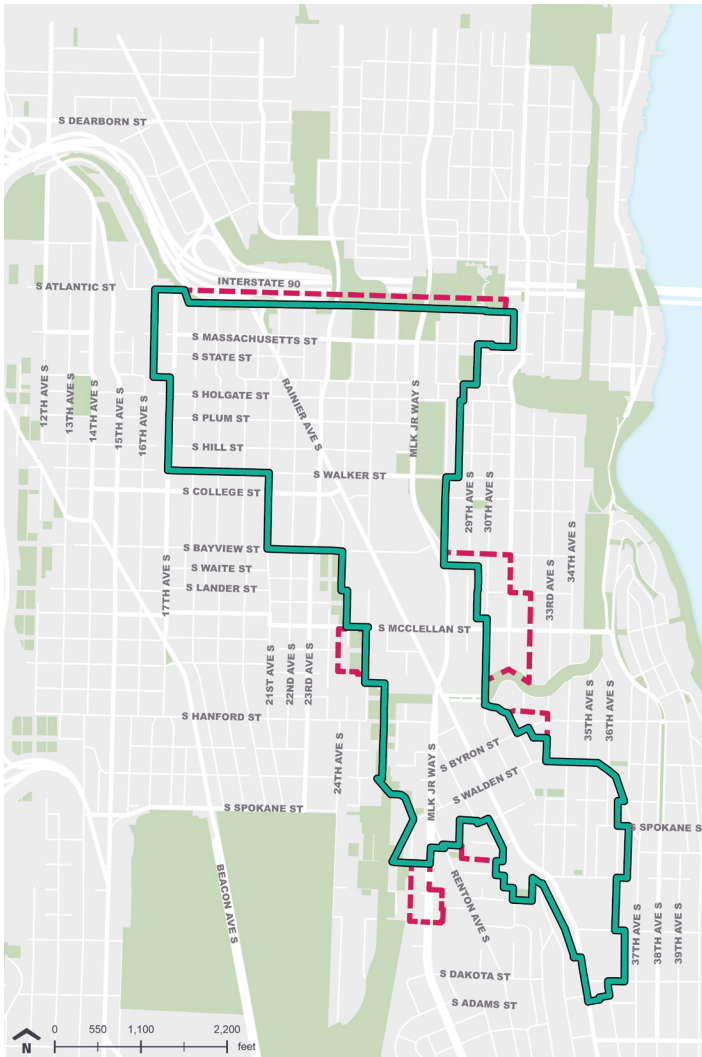 S DEARBORN ST
INTERSTATE 90
S ATLANTIC ST
S MASSACHUSETTS ST
S STATE ST
12TH AVE S
13TH AVE S
14TH AVE S
15TH AVE S
16TH AVE S
S HOLGATE ST
RAINIER AVE S
MLK JR WAY S
S PLUM ST
S HILL ST
S WALKER ST
S COLLEGE ST
29TH AVE S
30TH AVE S
S BAYVIEW ST
17TH AVE S
S WAITE ST
S LANDER ST
33RD AVE S
34TH AVE S
S MCCLELLAN ST
21ST AVE S
22ND AVE S
23RD AVE S
35TH AVE S
36TH AVE S
S HANFORD ST
24TH AVE S
MLK JR WAY S
S BYRON ST
S WALDEN ST
S SPOKANE ST
S SPOKANE S
BEACON AVE S
RENTON AVE S
37TH AVE S
38TH AVE S
39TH AVE S
S DAKOTA ST
S ADAMS ST
N
0 550 1,100 2,200
feet